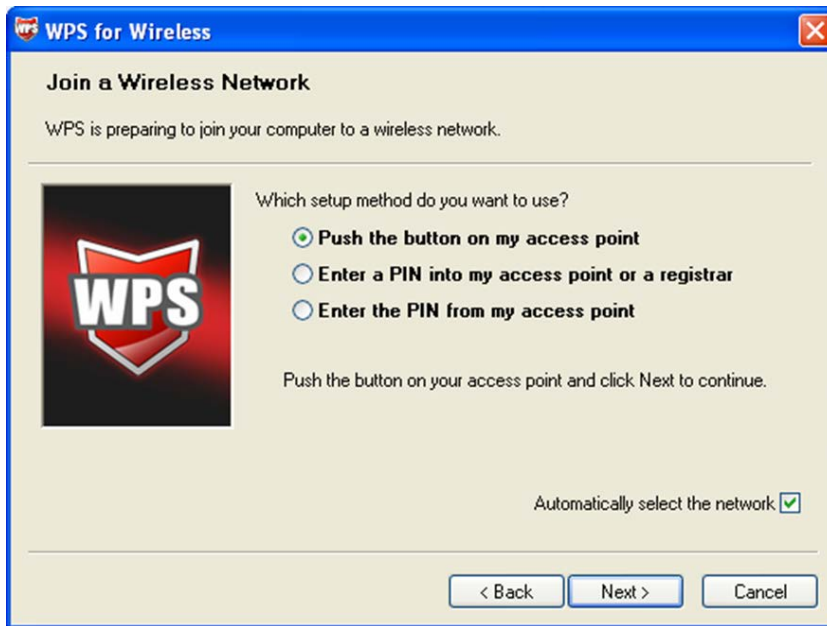 WPS for Wireless
Join a Wireless Network
WPS is preparing to join your computer to a wireless network.
Which setup method do you want to use?
Push the button on my access point
Enter a PIN into my access point or a registrar
Enter the PIN from my access point
WPS
Push the button on your access point and click Next to continue.
Automatically select the network
< Back
Next >
Cancel